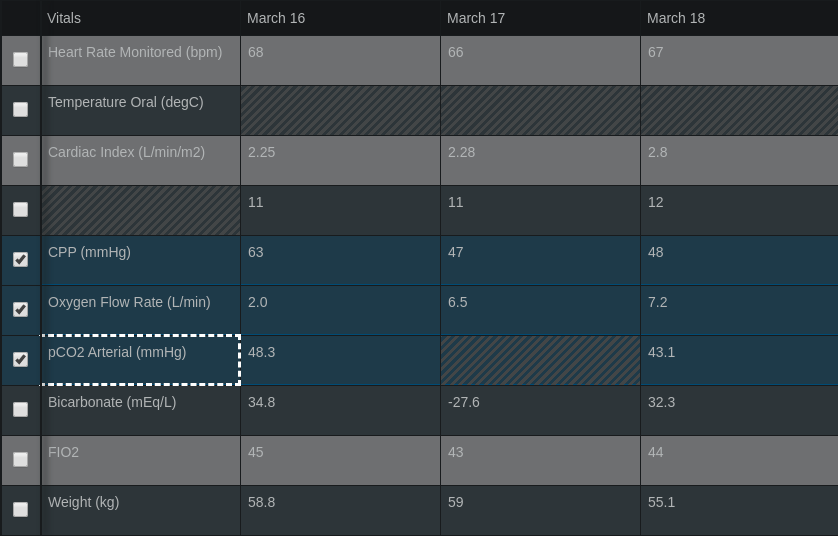 Vitals March 16 March 17 March 18
Heart Rate Monitored (bpm) 68 66 67
Temperature Oral (degC)
Cardiac Index (L/min/m2) 2.25 2.28 2.8
11 11 12
CPP (mmHg) 63 47 48
Oxygen Flow Rate (L/min) 2.0 6.5 7.2
pCO2 Arterial (mmHg) 48.3 43.1
Bicarbonate (mEq/L) 34.8 -27.6 32.3
FIO2 45 43 44
Weight (kg) 58.8 59 55.1